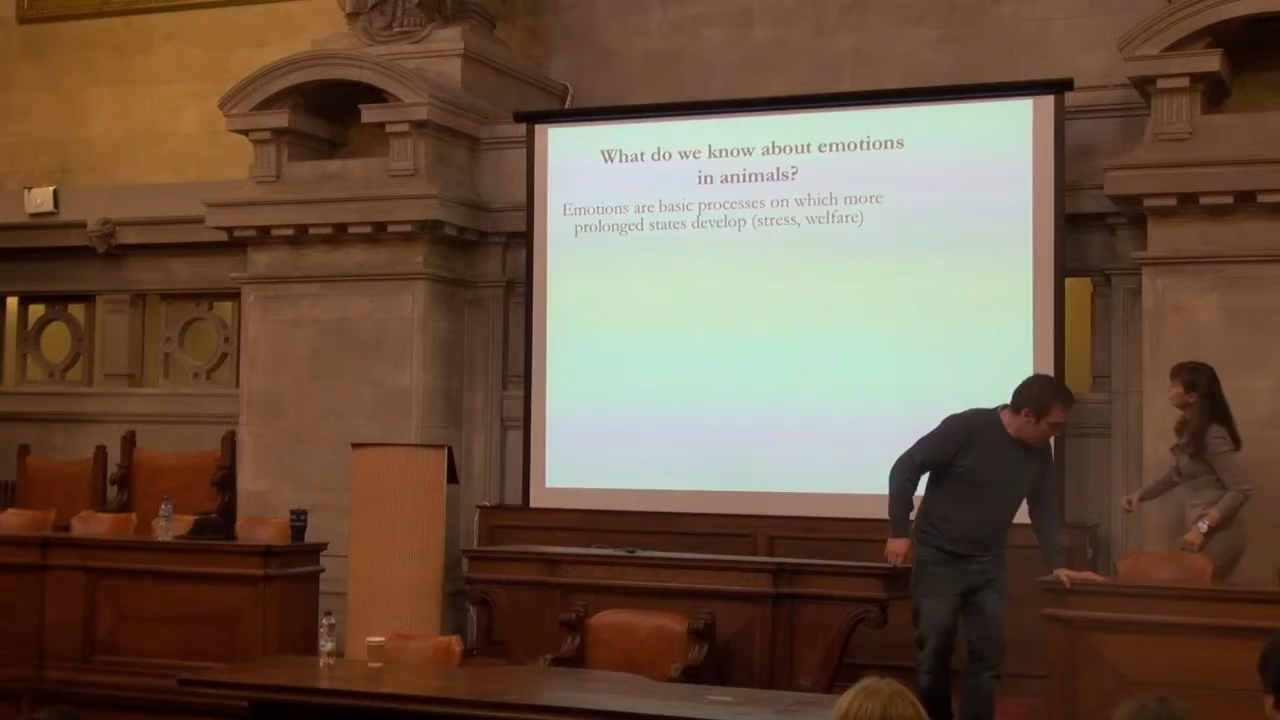 What do we know about emotions
in animals?
Emotions are basic processes on which more
prolonged states develop (stress, welfare)